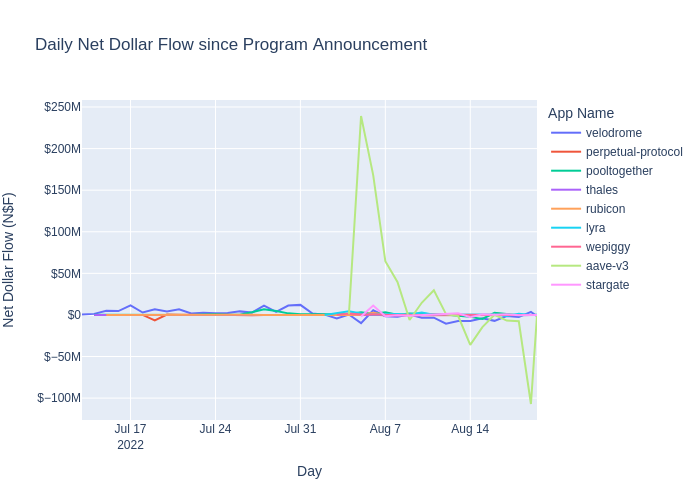 Daily Net Dollar Flow since Program Announcement
Net Dollar Flow (N$F)
$250M
$200M
$150M
$100M
$50M
$0
−$50M
−$100M
Jul 17
2022
Jul 24
Jul 31
Aug 7
Aug 14
Day
App Name
velodrome
perpetual-protocol
pooltogether
thales
rubicon
lyra
wepiggy
aave-v3
stargate